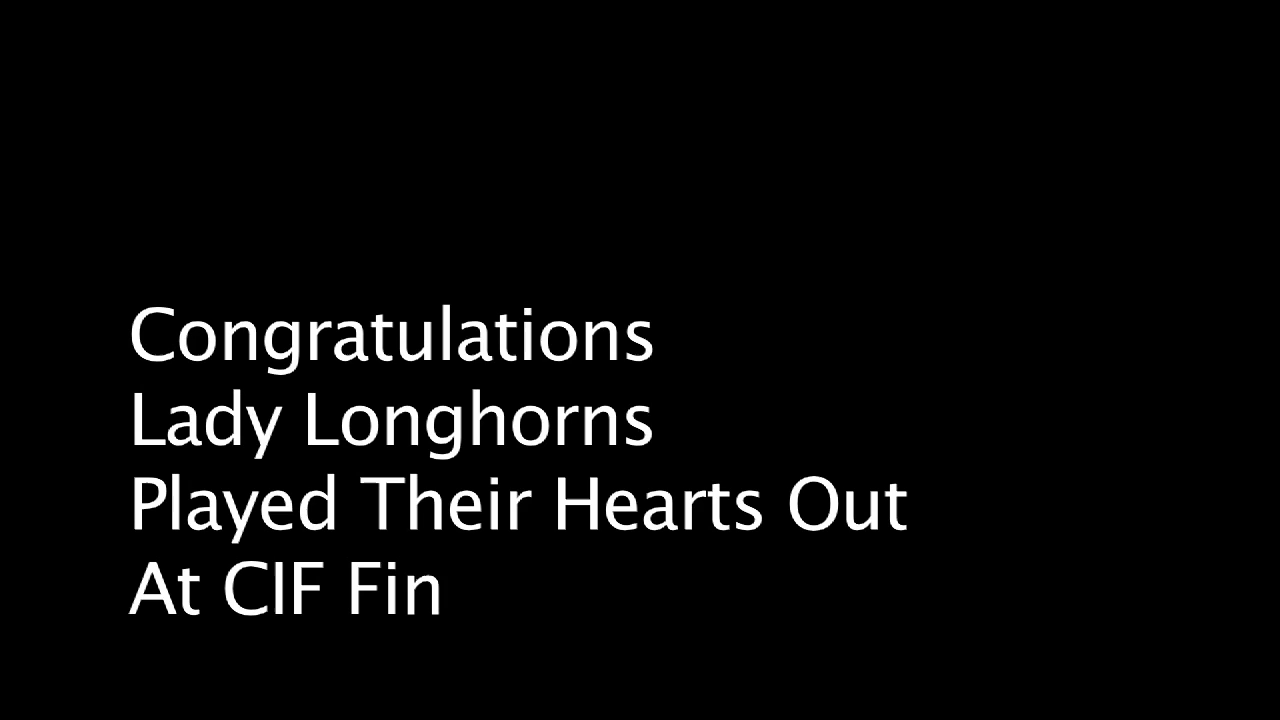 Congratulations
Lady Longhorns
Played Their Hearts Out
At CIF Fin